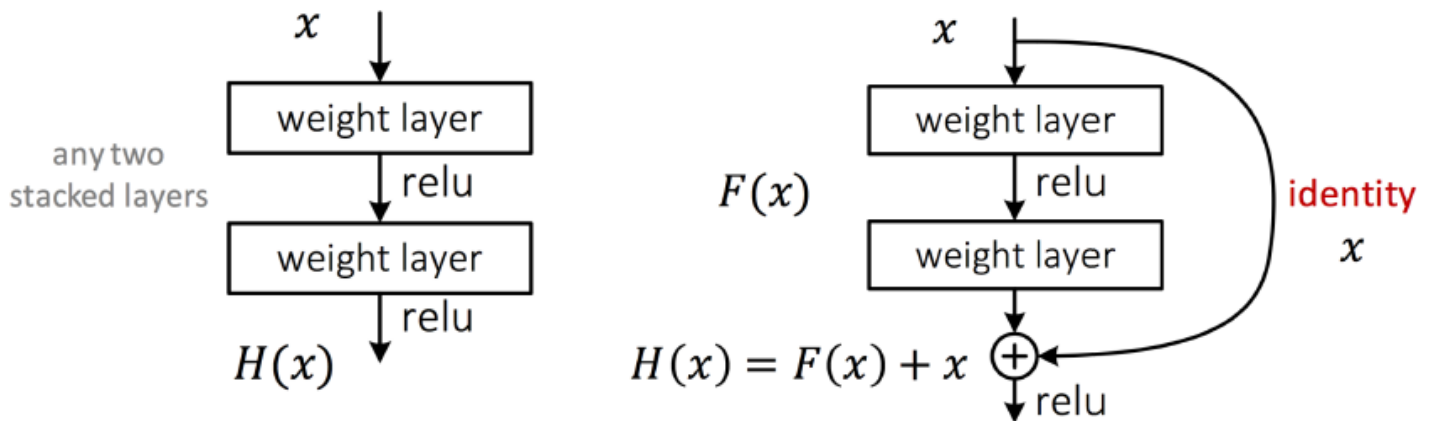 x
weight layer
any two
stacked layers
relu
weight layer
relu
H(x)
x
weight layer
F(x)
relu
identity
x
weight layer
H(x) = F(x) + x
+
relu